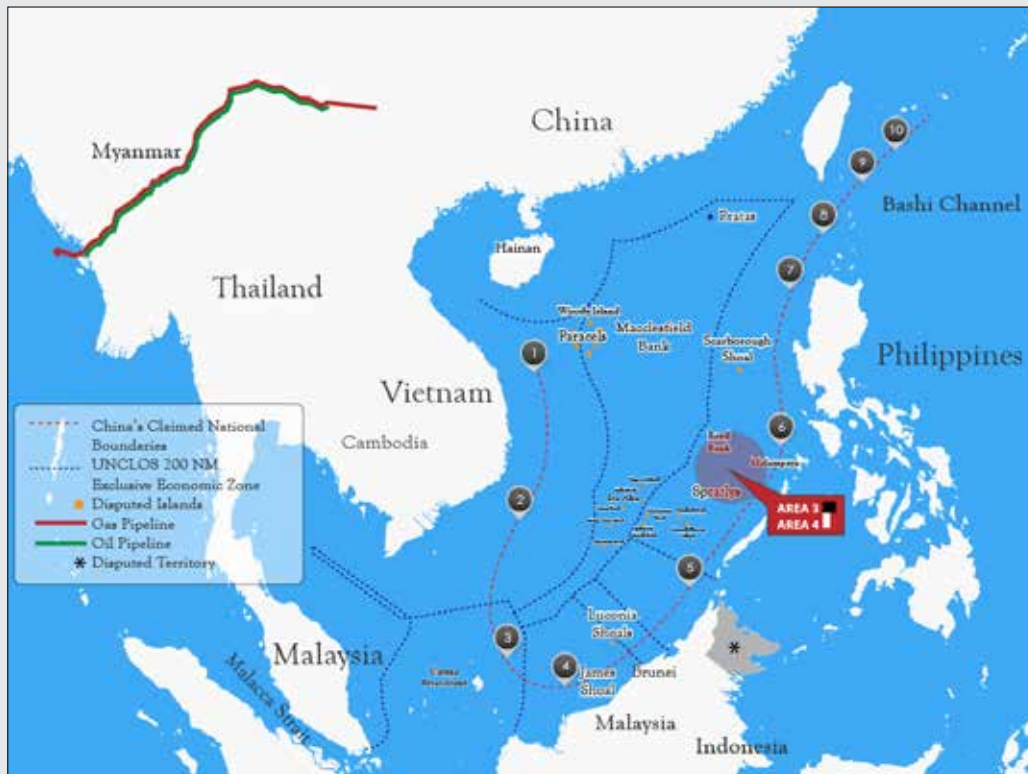 China
Myanmar
Bashi Channel
Pratas
Hainan
Thailand
Woody Island
Paracels
Macclesfield
Bank
Scarborough
Shoal
Philippines
Vietnam
Cambodia
China's Claimed National
Boundaries
UNCLOS 200 NM
Exclusive Economic Zone
Disputed Islands
Gas Pipeline
Oil Pipeline
* Disputed Territory
Reed
Bank
Spratlys
AREA 3
AREA 4
1
2
3
4
5
6
7
8
9
10
Luconia
Shoals
Malaysia
Malacca Strait
James
Shoal
Brunei
*
Malaysia
Indonesia